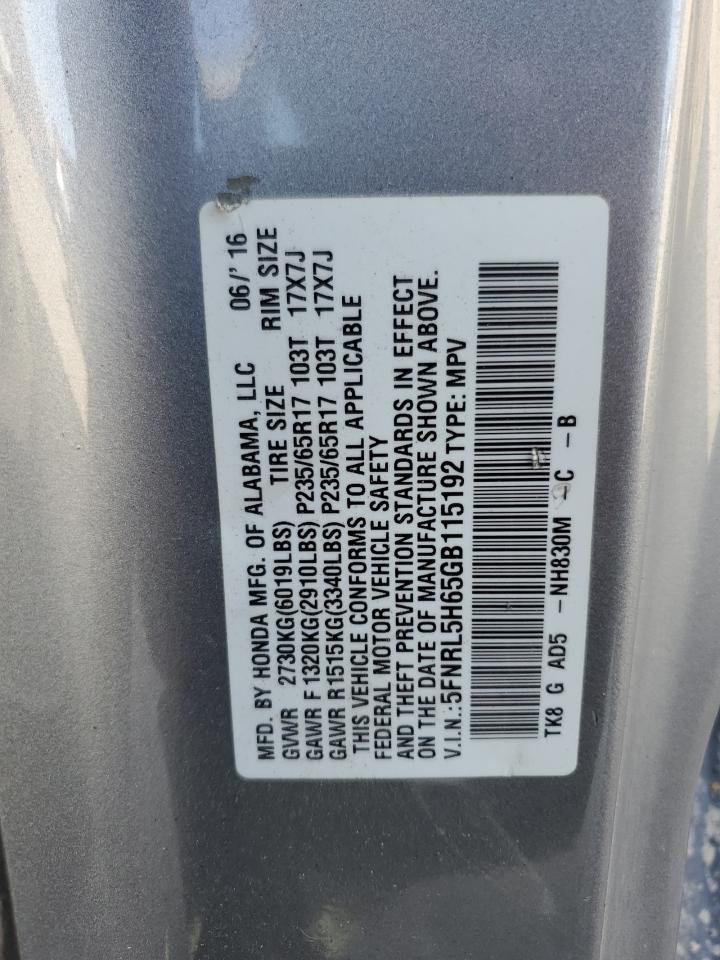 MFD. BY HONDA MFG. OF ALABAMA, LLC 06/' 16
GVWR 2730KG(6019LBS) TIRE SIZE RIM SIZE
GAWR F 1320KG(2910LBS) P235/65R17 103T 17X7J
GAWR R1515KG(3340LBS) P235/65R17 103T 17X7J
THIS VEHICLE CONFORMS TO ALL APPLICABLE
FEDERAL MOTOR VEHICLE SAFETY
AND THEFT PREVENTION STANDARDS IN EFFECT
ON THE DATE OF MANUFACTURE SHOWN ABOVE.
V.I.N.:5FNRL5H65GB115192 TYPE: MPV
TK8 G AD5 -NH830M -C -B